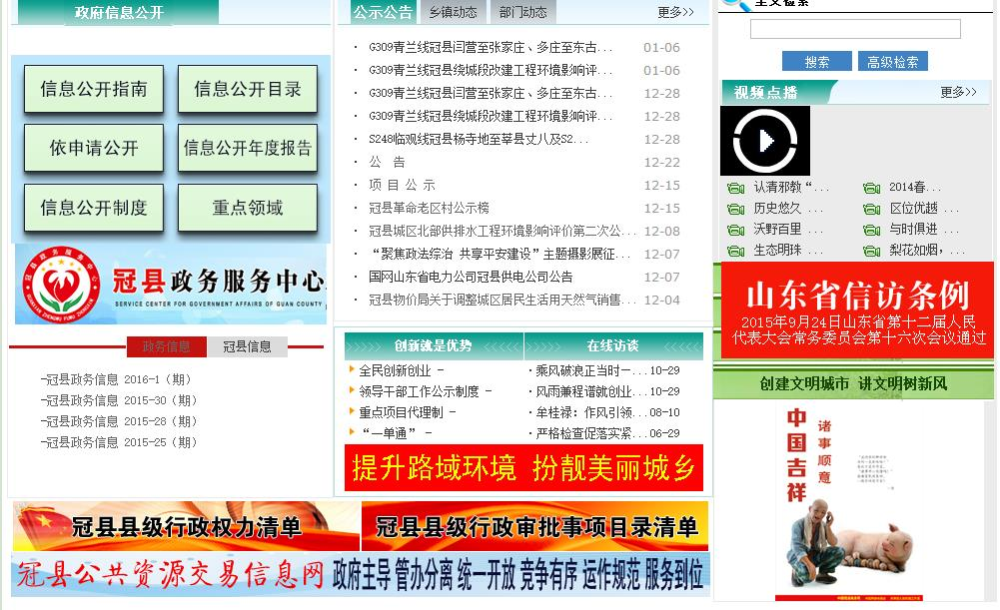 政府信息公开
信息公开指南
信息公开目录
依申请公开
信息公开年度报告
信息公开制度
重点领域
冠县政务服务中心
SERVICE CENTER FOR GOVERNMENT AFFAIRS OF GUAN COUNTY
政务信息
冠县信息
-冠县政务信息 2016-1（期）
-冠县政务信息 2015-30（期）
-冠县政务信息 2015-28（期）
-冠县政务信息 2015-25（期）
公示公告 乡镇动态 部门动态 更多>>
· G309青兰线冠县闫营至张家庄、多庄至东古... 01-06
· G309青兰线冠县绕城段改建工程环境影响评... 01-06
· G309青兰线冠县闫营至张家庄、多庄至东古... 12-28
· G309青兰线冠县绕城段改建工程环境影响评... 12-28
· S248临观线冠县杨寺地至莘县丈八及S2... 12-28
· 公 告 12-22
· 项 目 公 示 12-15
· 冠县革命老区村公示榜 12-15
· 冠县城区北部供排水工程环境影响评价第二次公... 12-08
· “聚焦政法综治 共享平安建设”主题摄影展征... 12-07
· 国网山东省电力公司冠县供电公司公告 12-07
· 冠县物价局关于调整城区居民生活用天然气销售... 12-04
创新就是优势
全民创新创业 -
领导干部工作公示制度 -
重点项目代理制 -
“一单通” -
在线访谈
·乘风破浪正当时一...10-29
·风雨兼程谱就创业...10-29
·牟桂禄：作风引领...08-10
·严格检查促落实紧...06-29
提升路域环境 扮靓美丽城乡
冠县县级行政权力清单
冠县县级行政审批事项目录清单
冠县公共资源交易信息网 政府主导 管办分离 统一开放 竞争有序 运作规范 服务到位
全文检索
搜索 高级检索
视频点播 更多>>
认清邪教“... 2014春...
历史悠久 ... 区位优越 ...
沃野百里 ... 与时俱进 ...
生态明珠 ... 梨花如烟，...
山东省信访条例
2015年9月24日山东省第十二届人民
代表大会常务委员会第十六次会议通过
创建文明城市 讲文明树新风
中国吉祥
诸事顺意